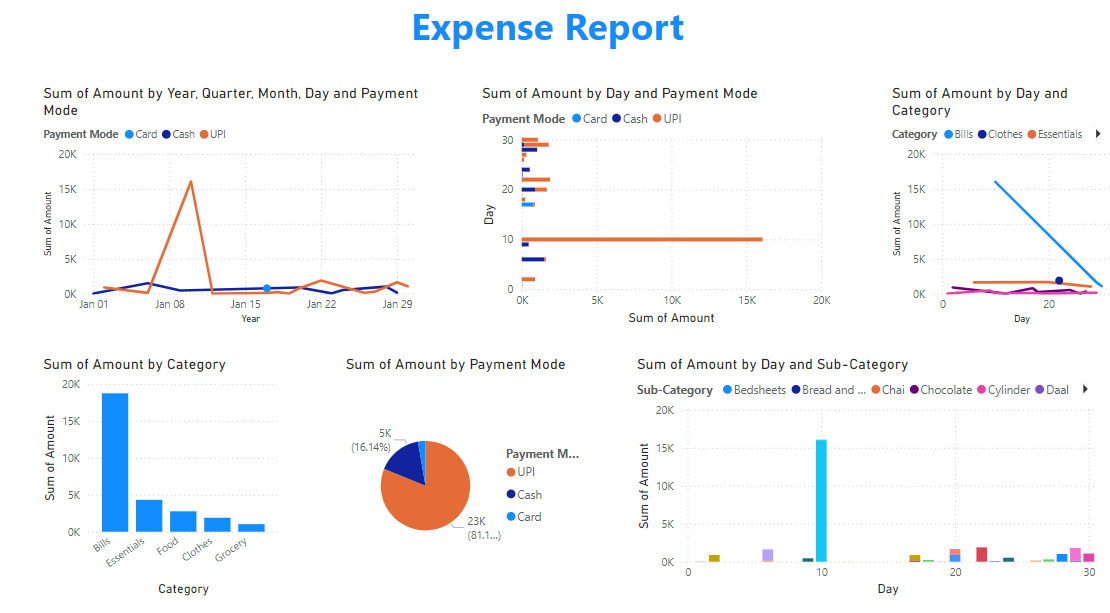 Expense Report
Sum of Amount by Year, Quarter, Month, Day and Payment
Mode
Payment Mode Card Cash UPI
20K
15K
10K
5K
0K
Sum of Amount
Jan 01 Jan 08 Jan 15 Jan 22 Jan 29
Year
Sum of Amount by Day and Payment Mode
Payment Mode Card Cash UPI
30
20
10
0
Day
0K 5K 10K 15K 20K
Sum of Amount
Sum of Amount by Day and
Category
Category Bills Clothes Essentials
20K
15K
10K
5K
0K
Sum of Amount
0 20
Day
Sum of Amount by Category
20K
15K
10K
5K
0K
Sum of Amount
Bills Essentials Food Clothes Grocery
Category
Sum of Amount by Payment Mode
5K
(16.14%)
23K
(81.1...)
Payment M...
UPI
Cash
Card
Sum of Amount by Day and Sub-Category
Sub-Category Bedsheets Bread and ... Chai Chocolate Cylinder Daal
20K
15K
10K
5K
0K
Sum of Amount
0 10 20 30
Day